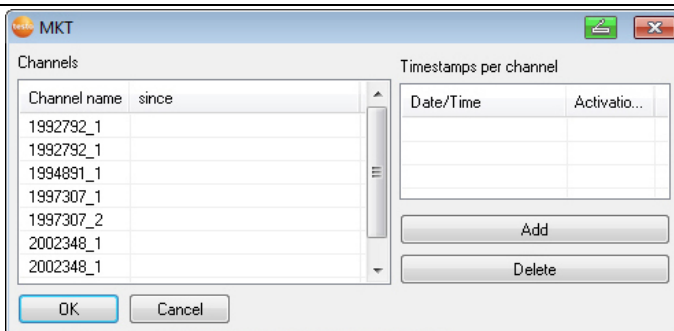 testo MKT
Channels
Channel name since
1992792_1
1992792_1
1994891_1
1997307_1
1997307_2
2002348_1
2002348_1
Timestamps per channel
Date/Time Activatio...
Add
Delete
OK Cancel